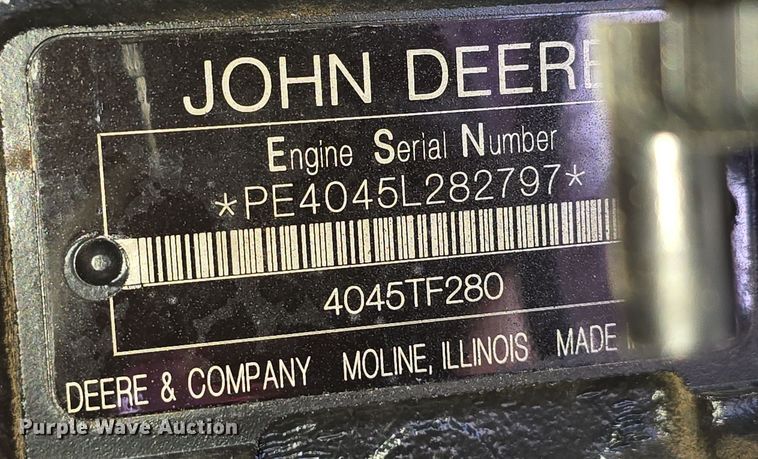 JOHN DEERE
Engine Serial Number
*PE4045L282797*
4045TF280
DEERE & COMPANY MOLINE, ILLINOIS MADE
Purple Wave Auction